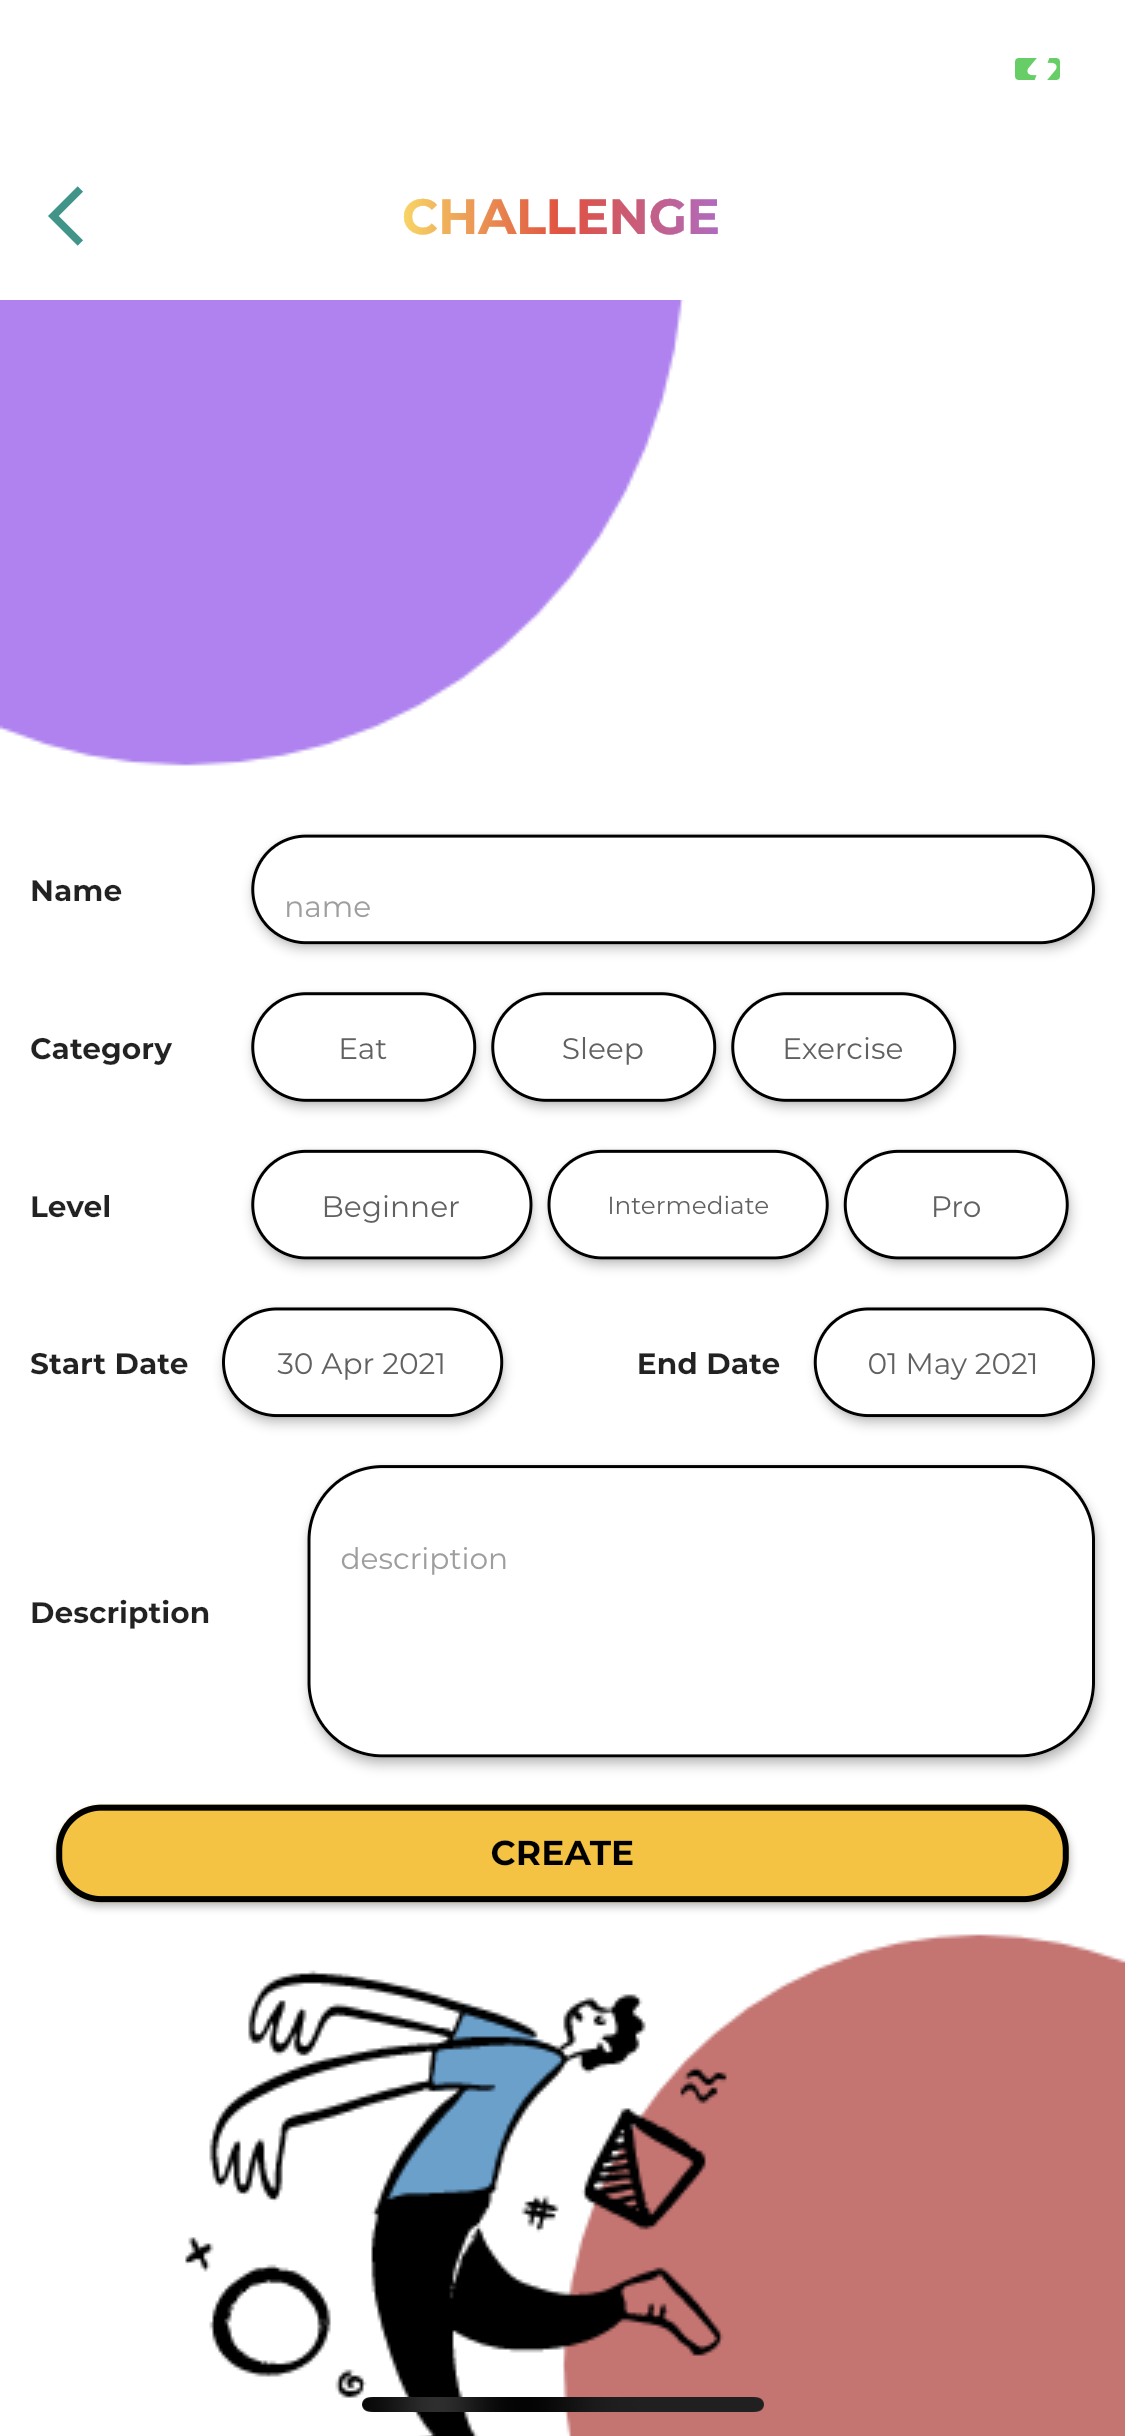 CHALLENGE
Name
name
Category
Eat
Sleep
Exercise
Level
Beginner
Intermediate
Pro
Start Date
30 Apr 2021
End Date
01 May 2021
Description
description
CREATE
#